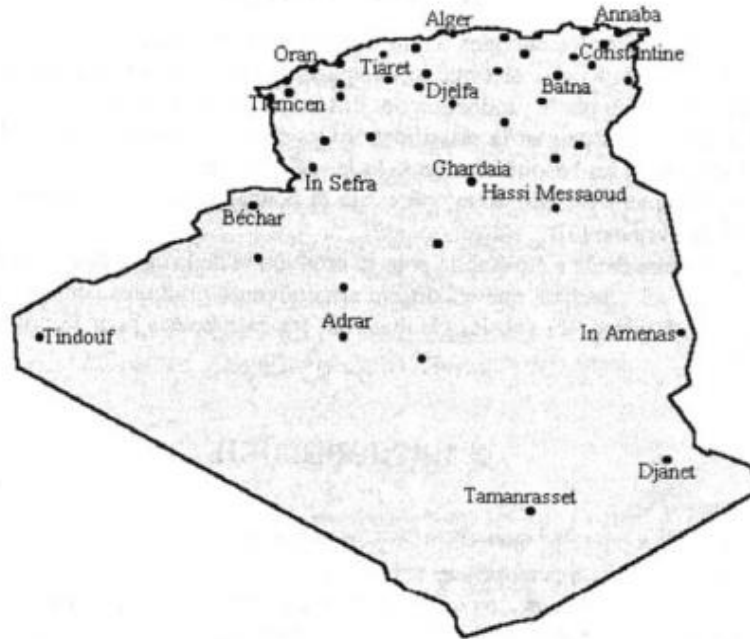 Annaba
Alger
Constantine
Oran
Tiaret
Batna
Djelfa
Tlemcen
Ghardaia
In Sefra
Hassi Messaoud
Béchar
Adrar
In Amenas
Tindouf
Djanet
Tamanrasset